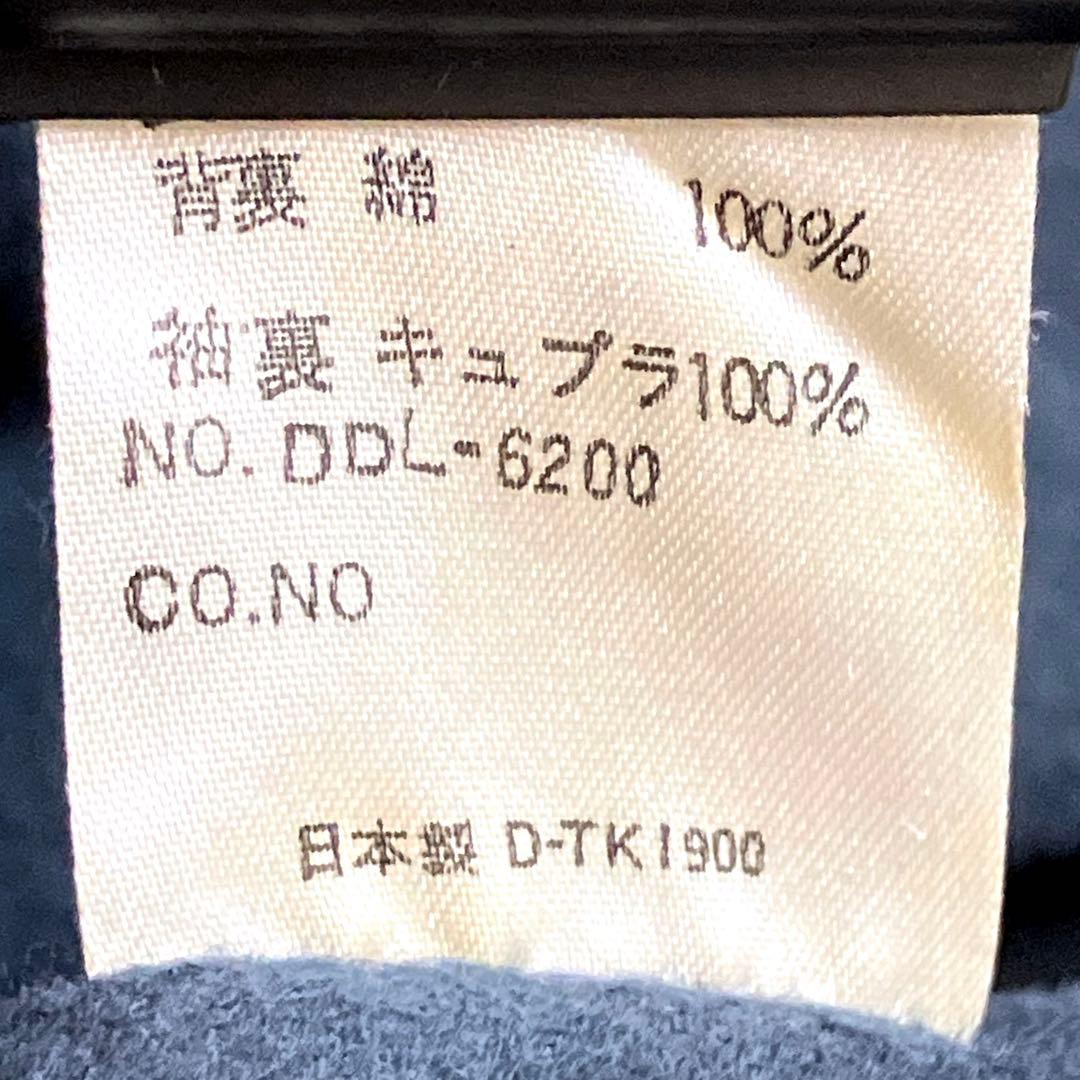 背裏 綿 100%
袖裏 キュプラ100%
NO. DDL-6200
CO.NO
日本製 D-TK1900